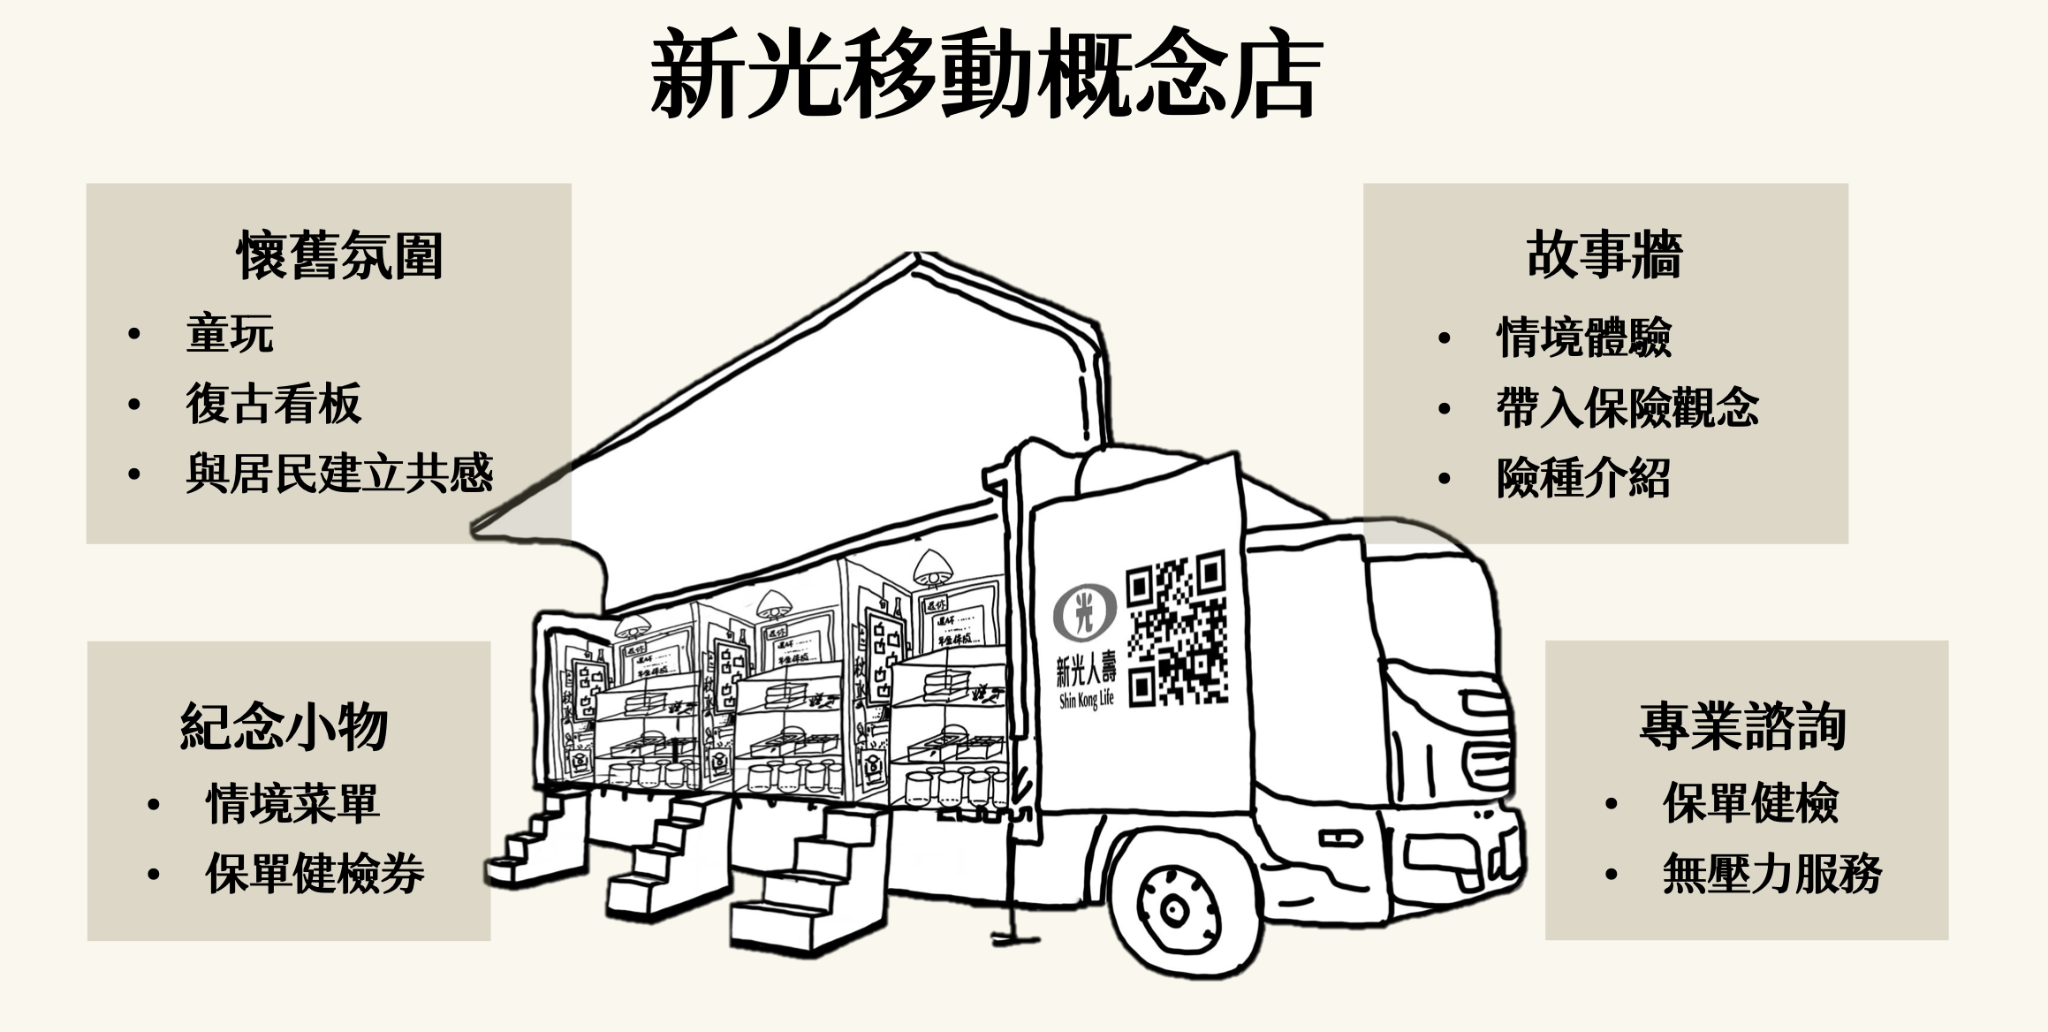 新光移動概念店
懷舊氛圍
• 童玩
• 復古看板
• 與居民建立共感
故事牆
• 情境體驗
• 帶入保險觀念
• 險種介紹
紀念小物
• 情境菜單
• 保單健檢券
專業諮詢
• 保單健檢
• 無壓力服務
光
新光人壽
Shin Kong Life